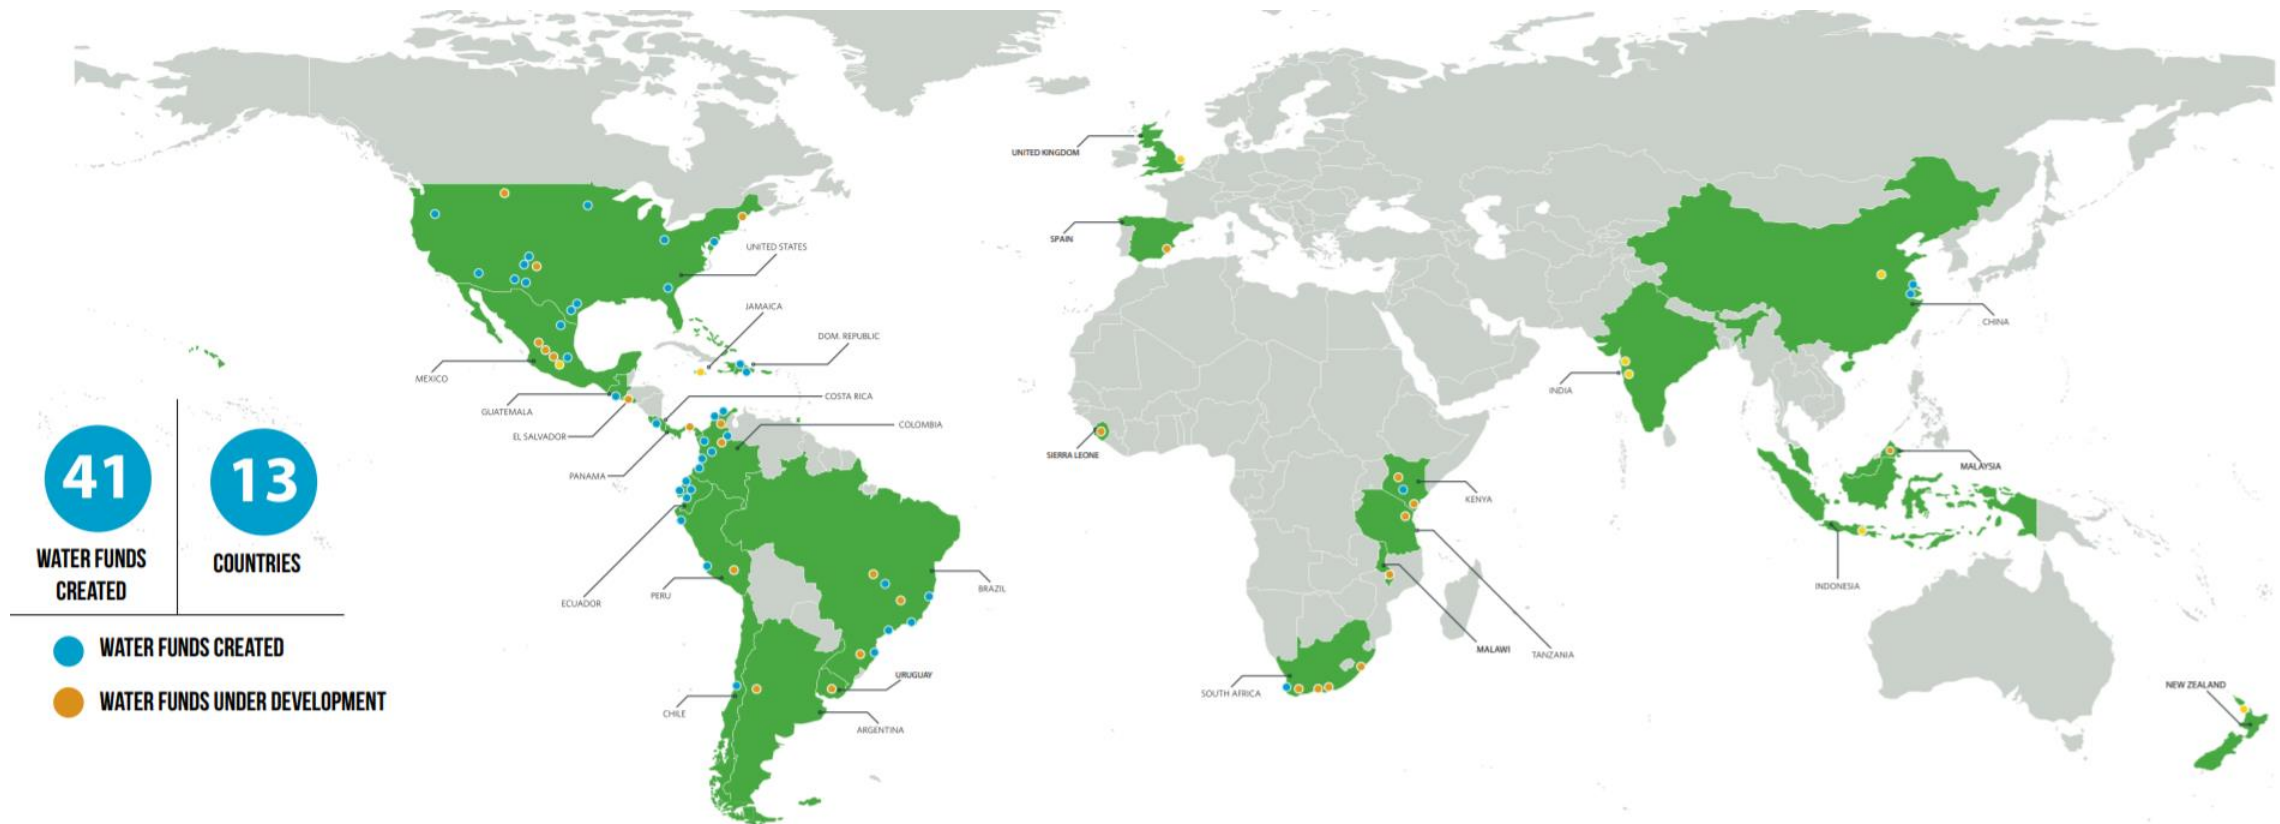 UNITED KINGDOM
SPAIN
UNITED STATES
JAMAICA
DOM. REPUBLIC
CHINA
MEXICO
INDIA
COSTA RICA
GUATEMALA
COLOMBIA
EL SALVADOR
SIERRA LEONE
MALAYSIA
PANAMA
KENYA
41
WATER FUNDS
CREATED
13
COUNTRIES
INDONESIA
BRAZIL
PERU
ECUADOR
WATER FUNDS CREATED
MALAWI
TANZANIA
URUGUAY
NEW ZEALAND
SOUTH AFRICA
WATER FUNDS UNDER DEVELOPMENT
CHILE
ARGENTINA